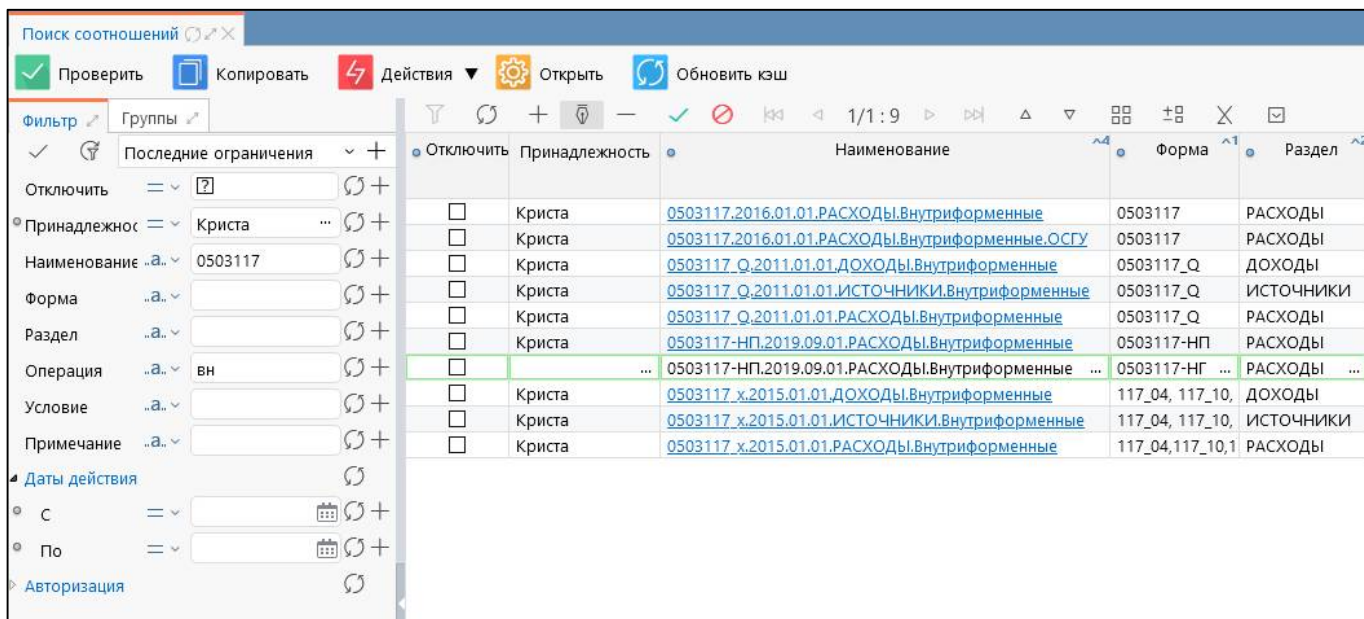 Поиск соотношений
Проверить Копировать Действия Открыть Обновить кэш
Фильтр Группы 1/1 : 9
Последние ограничения
Отключить Принадлежность Наименование ^4 Форма ^1 Раздел ^2
Отключить ?
Принадлежнос = Криста ...
Наименование ..a.. 0503117
Форма ..a..
Раздел ..a..
Операция ..a.. вн
Условие ..a..
Примечание ..a..
Даты действия
С =
По =
Авторизация
Криста 0503117.2016.01.01.РАСХОДЫ.Внутриформенные 0503117 РАСХОДЫ
Криста 0503117.2016.01.01.РАСХОДЫ.Внутриформенные.ОСГУ 0503117 РАСХОДЫ
Криста 0503117_Q.2011.01.01.ДОХОДЫ.Внутриформенные 0503117_Q ДОХОДЫ
Криста 0503117_Q.2011.01.01.ИСТОЧНИКИ.Внутриформенные 0503117_Q ИСТОЧНИКИ
Криста 0503117_Q.2011.01.01.РАСХОДЫ.Внутриформенные 0503117_Q РАСХОДЫ
Криста 0503117-НП.2019.09.01.РАСХОДЫ.Внутриформенные 0503117-НП РАСХОДЫ
... 0503117-НП.2019.09.01.РАСХОДЫ.Внутриформенные ... 0503117-НГ ... РАСХОДЫ ...
Криста 0503117_x.2015.01.01.ДОХОДЫ.Внутриформенные 117_04, 117_10, ДОХОДЫ
Криста 0503117_x.2015.01.01.ИСТОЧНИКИ.Внутриформенные 117_04, 117_10, ИСТОЧНИКИ
Криста 0503117_x.2015.01.01.РАСХОДЫ.Внутриформенные 117_04,117_10,1 РАСХОДЫ